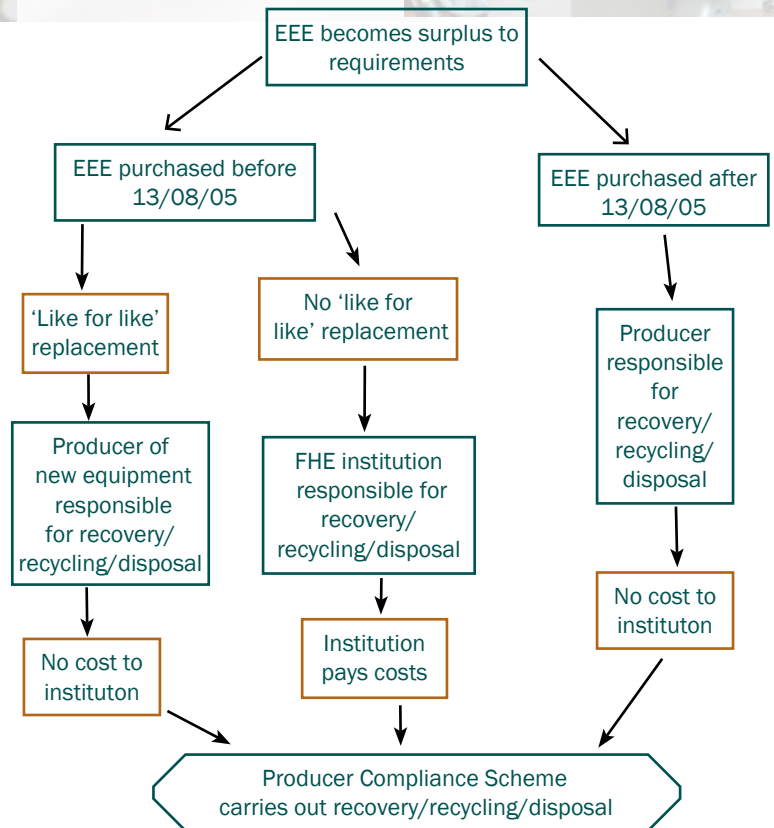 EEE becomes surplus to
requirements
EEE purchased before
13/08/05
EEE purchased after
13/08/05
‘Like for like’
replacement
No ‘like for
like’ replacement
Producer
responsible
for
recovery/
recycling/
disposal
Producer of
new equipment
responsible
for recovery/
recycling/disposal
FHE institution
responsible for
recovery/
recycling/disposal
No cost to
instituton
Institution
pays costs
No cost to
instituton
Producer Compliance Scheme
carries out recovery/recycling/disposal